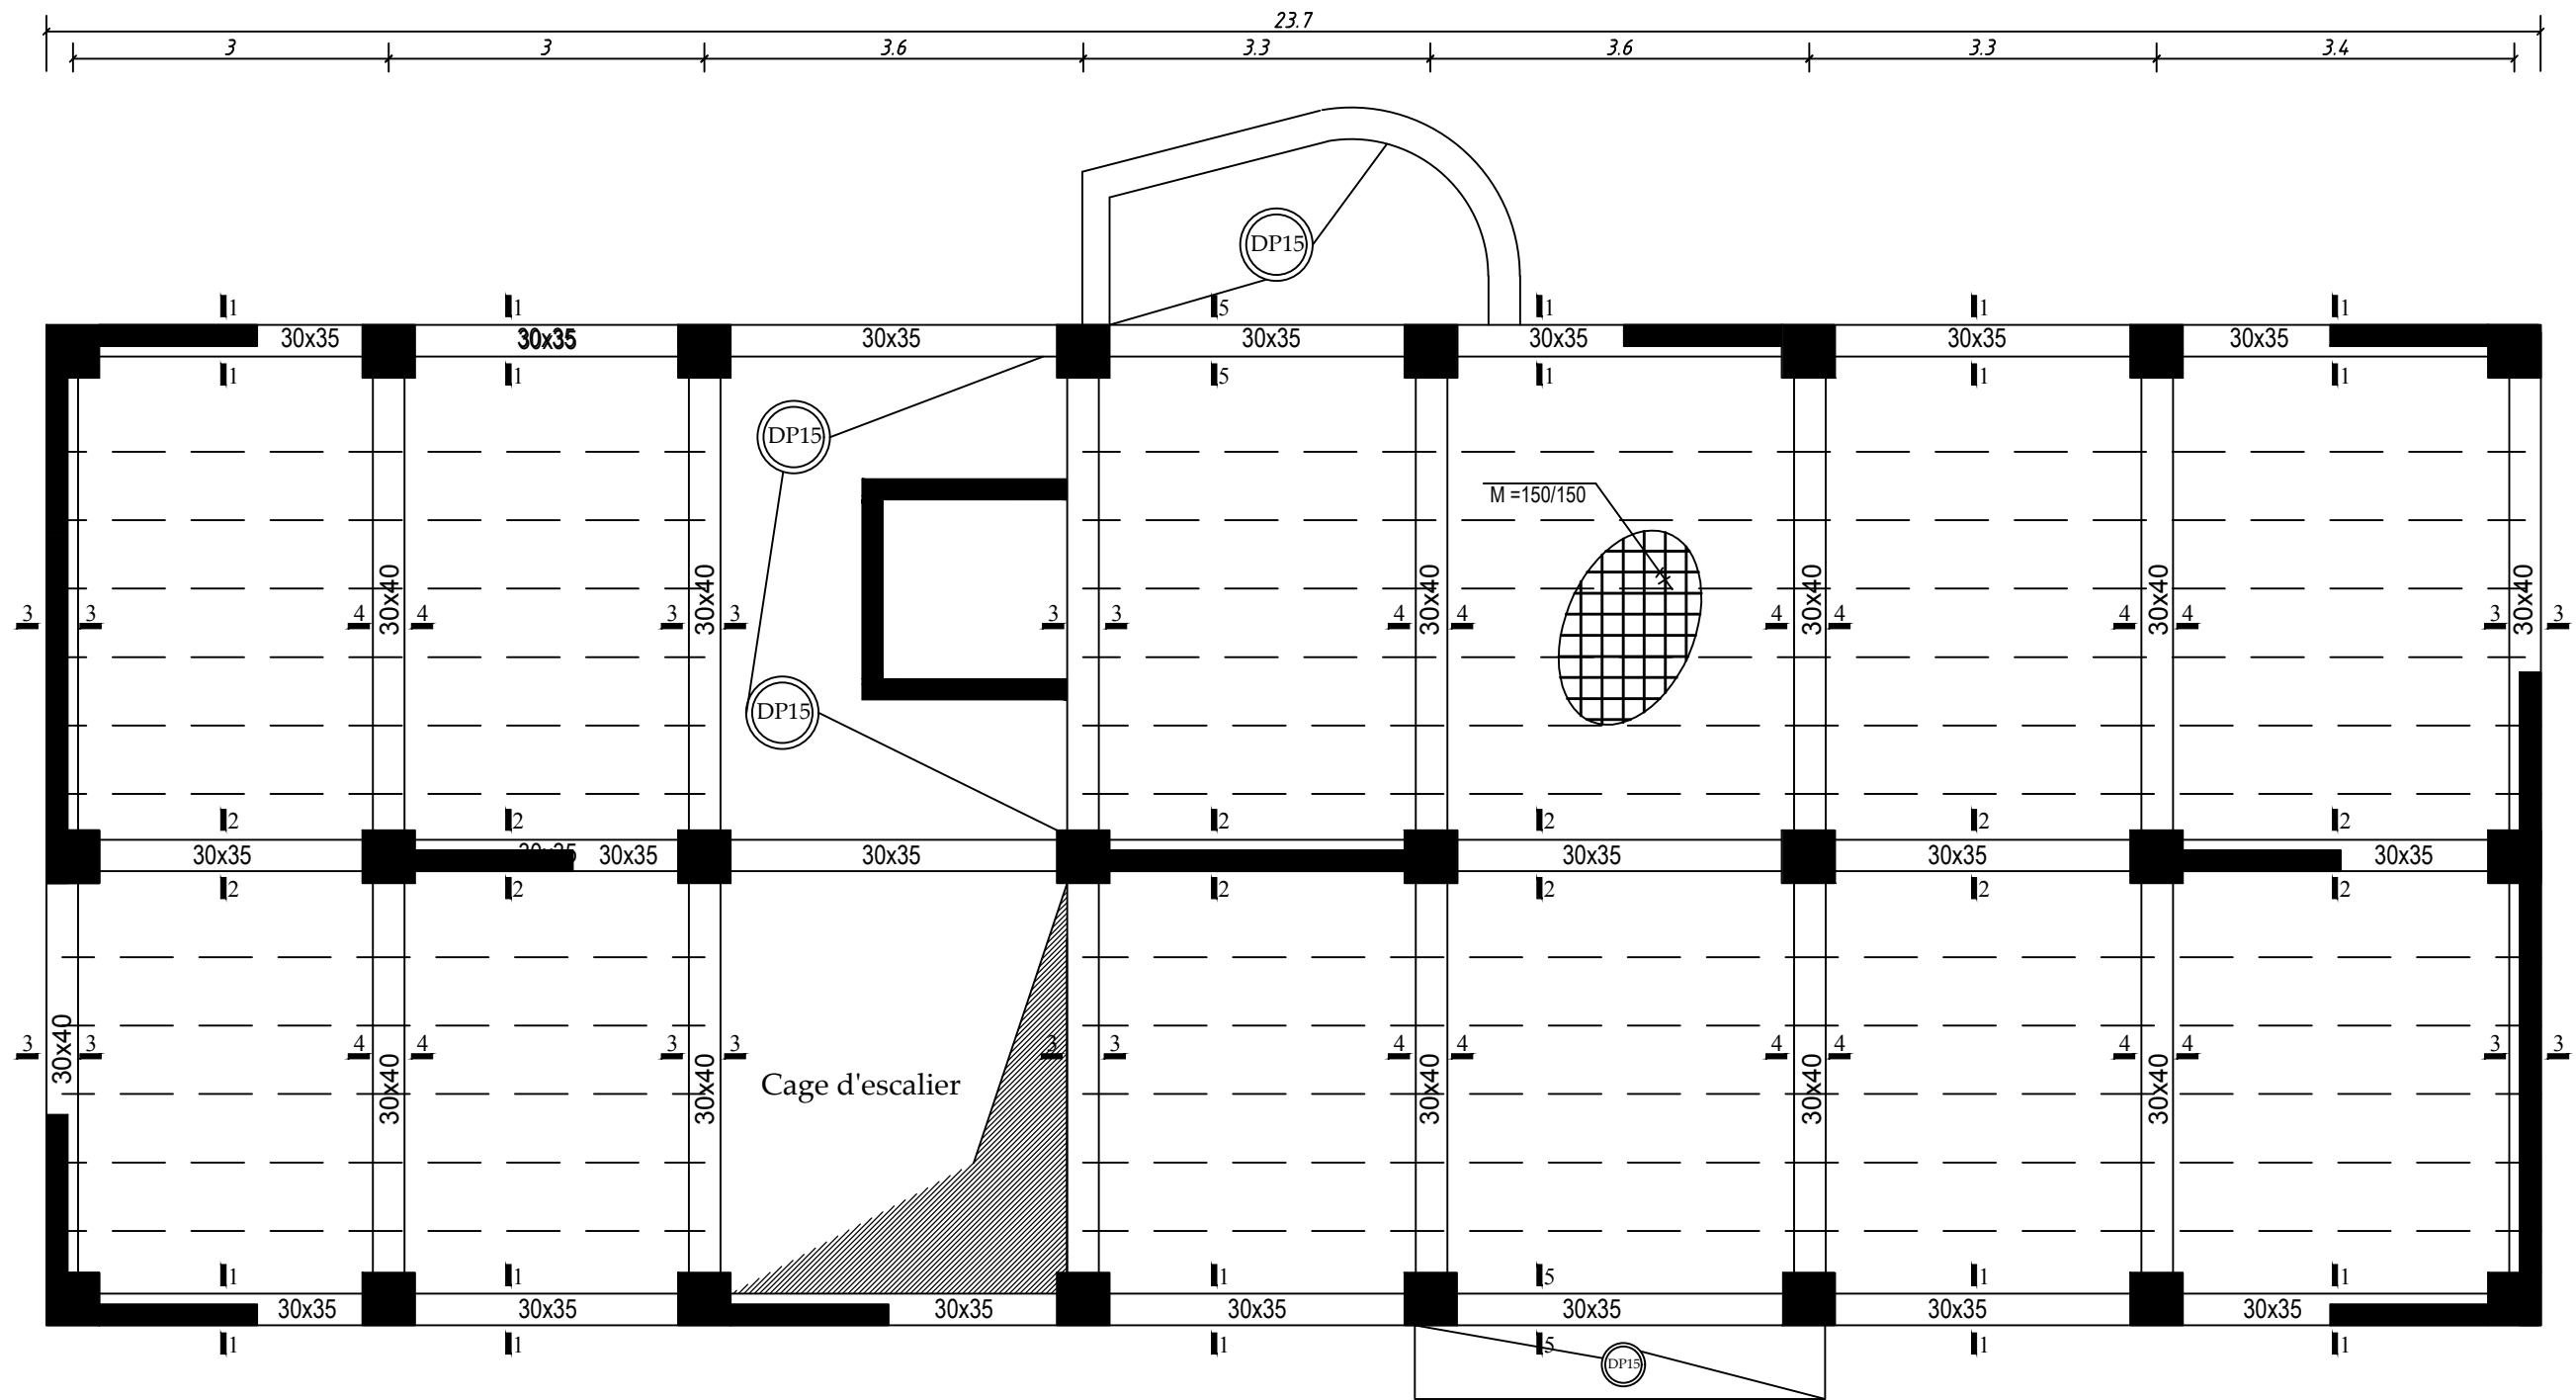 23.7
3 3 3.6 3.3 3.6 3.3 3.4
DP15
1 1 5 1 1 1
30x35 30x35 30x35 30x35 30x35 30x35 30x35
1 1 5 1 1 1
DP15
M =150/150
30x40 30x40 30x40 30x40 30x40 30x40
3 3 4 4 3 3 3 3 4 4 4 4 4 4 3 3
DP15
2 2 2 2 2 2
30x35 30x35 30x35 30x35 30x35 30x35 30x35
2 2 2 2 2 2
3 3 4 4 3 3 3 3 4 4 4 4 4 4 3 3
30x40 30x40 30x40 30x40 30x40 30x40
Cage d'escalier
1 1 1 5 1 1
30x35 30x35 30x35 30x35 30x35 30x35 30x35
1 1 1 5 1 1
DP15